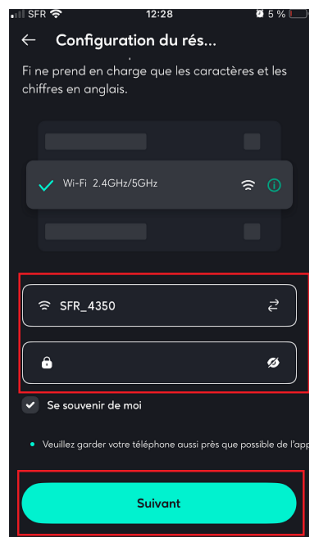 SFR 12:28 5 %
← Configuration du rés...
Fi ne prend en charge que les caractères et les
chiffres en anglais.
Wi-Fi 2.4GHz/5GHz
SFR_4350
Se souvenir de moi
• Veuillez garder votre téléphone aussi près que possible de l'app
Suivant